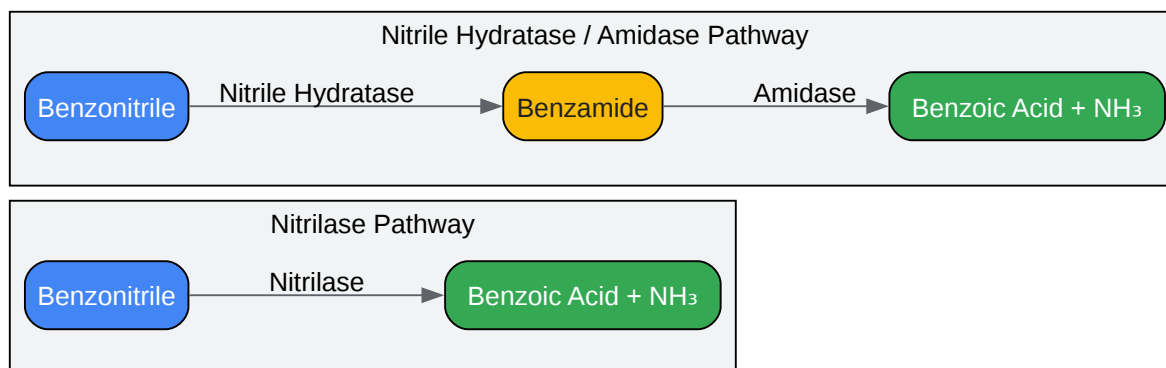 Nitrile Hydratase / Amidase Pathway
Benzonitrile
Nitrile Hydratase
Benzamide
Amidase
Benzoic Acid + NH₃
Nitrilase Pathway
Benzonitrile
Nitrilase
Benzoic Acid + NH₃